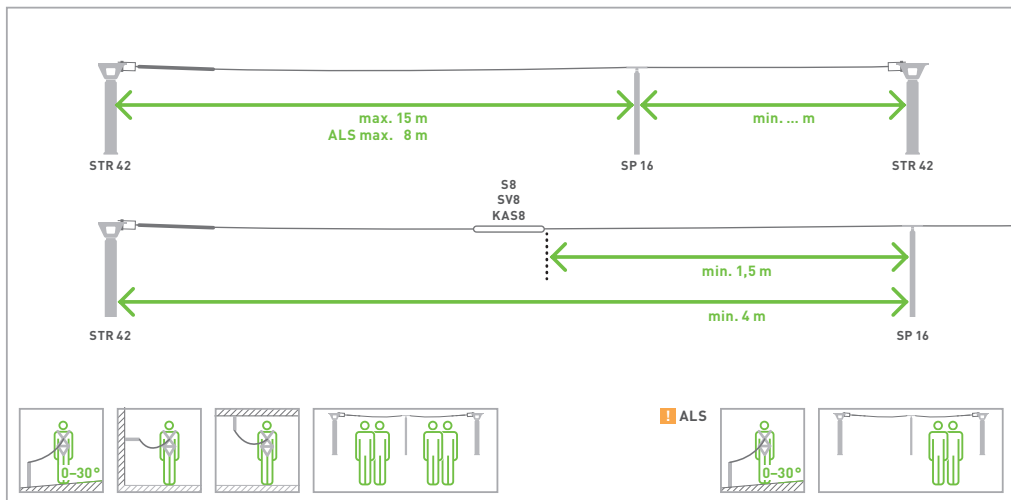 max. 15 m
ALS max. 8 m
min. ... m
STR 42
SP 16
STR 42
S8
SV8
KAS8
min. 1,5 m
min. 4 m
STR 42
SP 16
! ALS
0–30°
0–30°